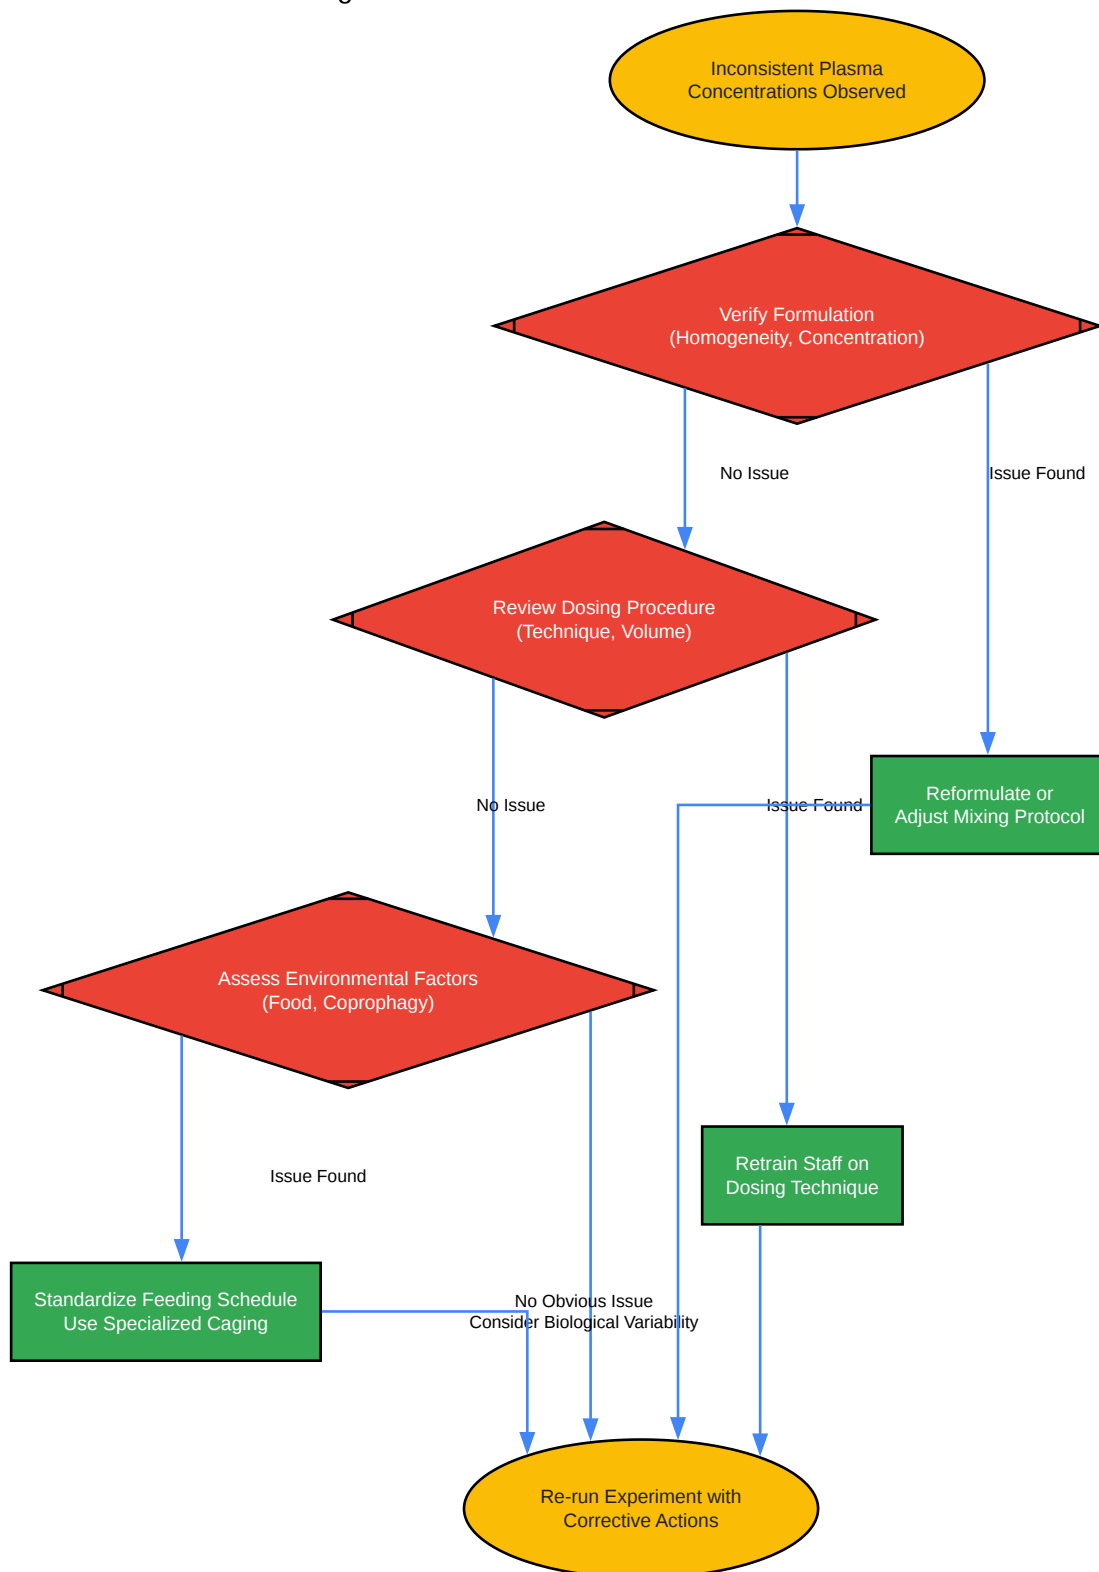 Inconsistent Plasma
Concentrations Observed
Verify Formulation
(Homogeneity, Concentration)
No Issue
Issue Found
Review Dosing Procedure
(Technique, Volume)
No Issue
Issue Found
Reformulate or
Adjust Mixing Protocol
Assess Environmental Factors
(Food, Coprophagy)
Issue Found
Retrain Staff on
Dosing Technique
Standardize Feeding Schedule
Use Specialized Caging
No Obvious Issue
Consider Biological Variability
Re-run Experiment with
Corrective Actions